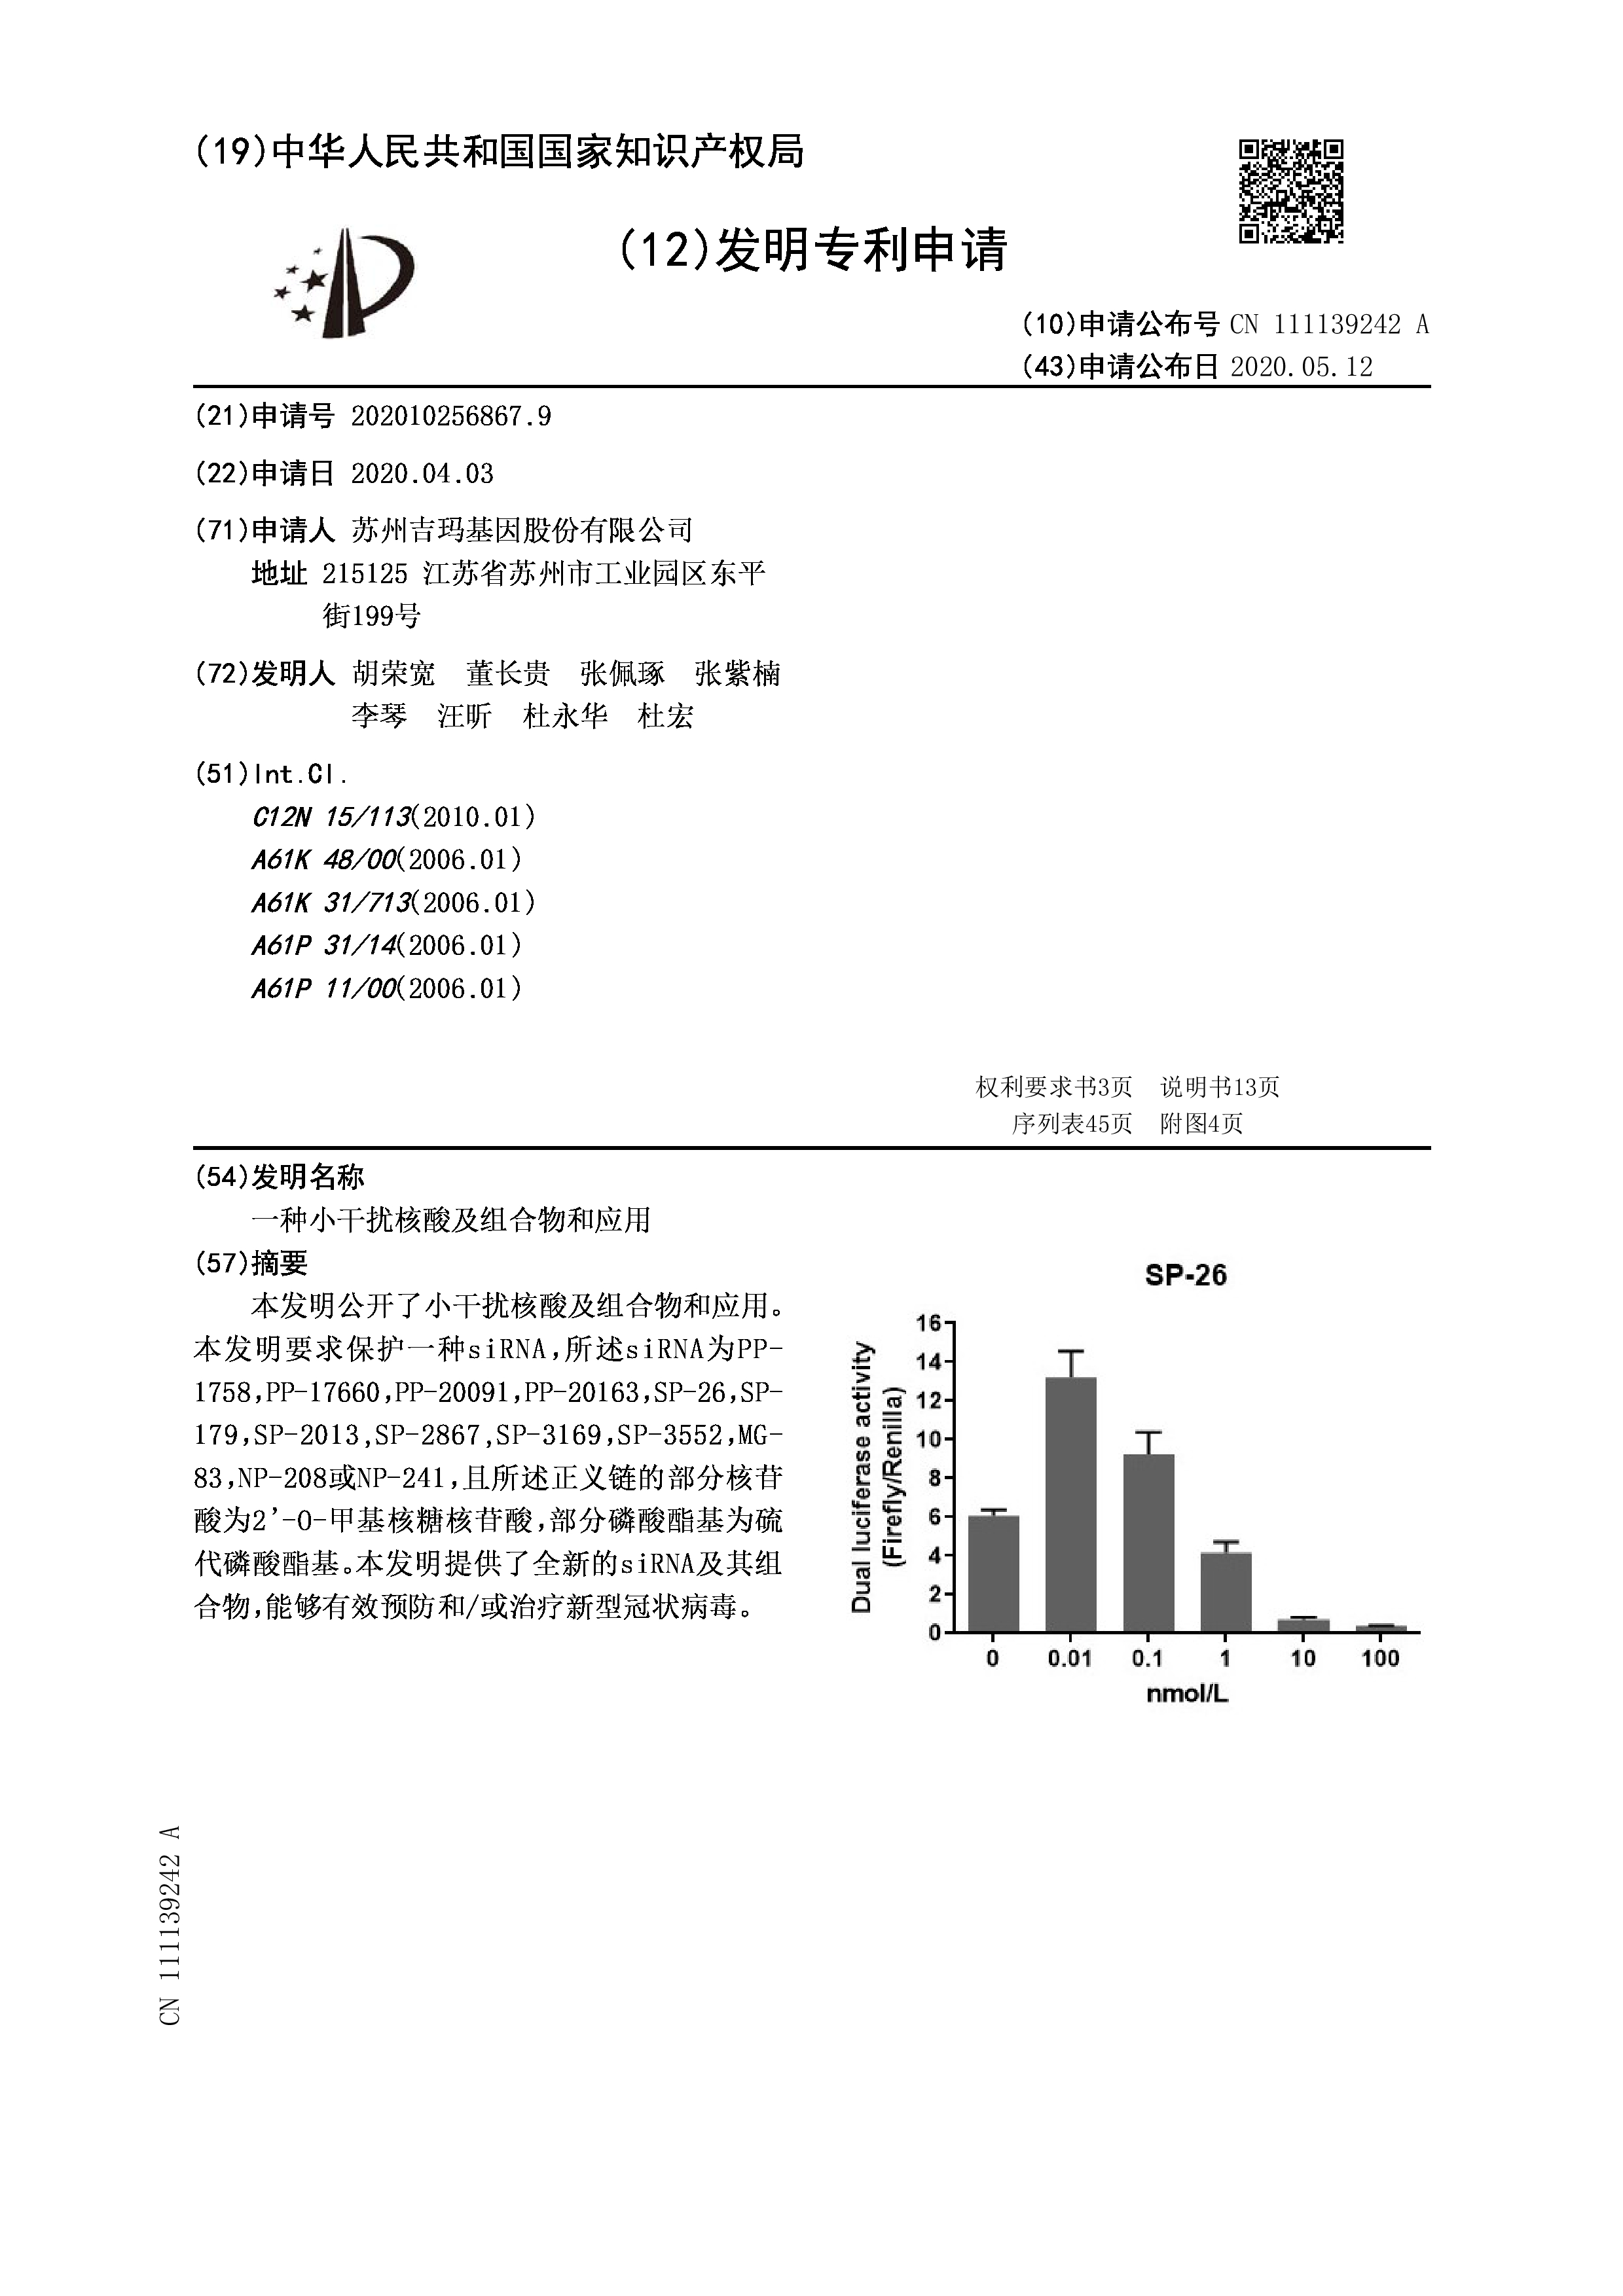 (19)中华人民共和国国家知识产权局
(12)发明专利申请
(10)申请公布号 CN 111139242 A
(43)申请公布日 2020.05.12
(21)申请号 202010256867.9
(22)申请日 2020.04.03
(71)申请人 苏州吉玛基因股份有限公司
地址 215125 江苏省苏州市工业园区东平
街199号
(72)发明人 胡荣宽 董长贵 张佩琢 张紫楠
李琴 汪昕 杜永华 杜宏
(51)Int.Cl.
C12N 15/113(2010.01)
A61K 48/00(2006.01)
A61K 31/713(2006.01)
A61P 31/14(2006.01)
A61P 11/00(2006.01)
权利要求书3页 说明书13页
序列表45页 附图4页
(54)发明名称
一种小干扰核酸及组合物和应用
(57)摘要
本发明公开了小干扰核酸及组合物和应用。
本发明要求保护一种siRNA,所述siRNA为PP-
1758,PP-17660,PP-20091,PP-20163,SP-26,SP-
179,SP-2013,SP-2867,SP-3169,SP-3552,MG-
83,NP-208或NP-241,且所述正义链的部分核苷
酸为2'-O-甲基核糖核苷酸,部分磷酸酯基为硫
代磷酸酯基。本发明提供了全新的siRNA及其组
合物,能够有效预防和/或治疗新型冠状病毒。
SP-26
Dual luciferase activity
(Firefly/Renilla)
16
14
12
10
8
6
4
2
0
0 0.01 0.1 1 10 100
nmol/L
CN 111139242 A